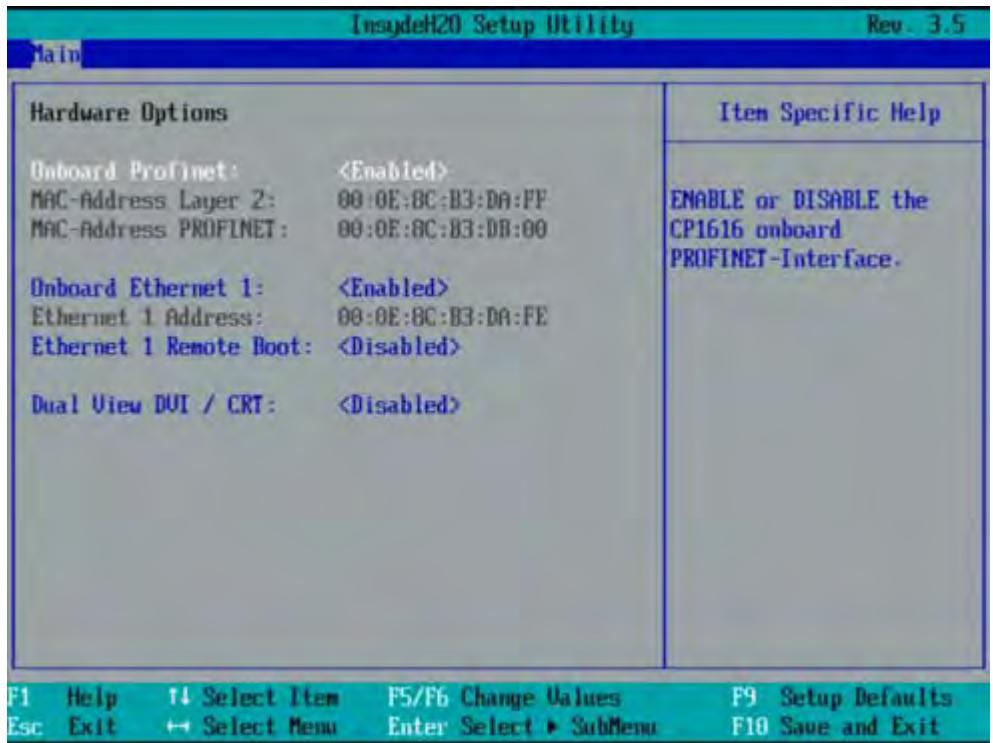 InsydeH20 Setup Utility Rev. 3.5
Main
Hardware Options
Item Specific Help
Onboard Profinet: <Enabled>
MAC-Address Layer 2: 00:0E:8C:B3:DA:FF
MAC-Address PROFINET: 00:0E:8C:B3:DB:00
ENABLE or DISABLE the
CP1616 onboard
PROFINET-Interface.
Onboard Ethernet 1: <Enabled>
Ethernet 1 Address: 00:0E:8C:B3:DA:FE
Ethernet 1 Remote Boot: <Disabled>
Dual View DVI / CRT: <Disabled>
F1 Help ↑↓ Select Item F5/F6 Change Values F9 Setup Defaults
Esc Exit ↔ Select Menu Enter Select ▶ SubMenu F10 Save and Exit